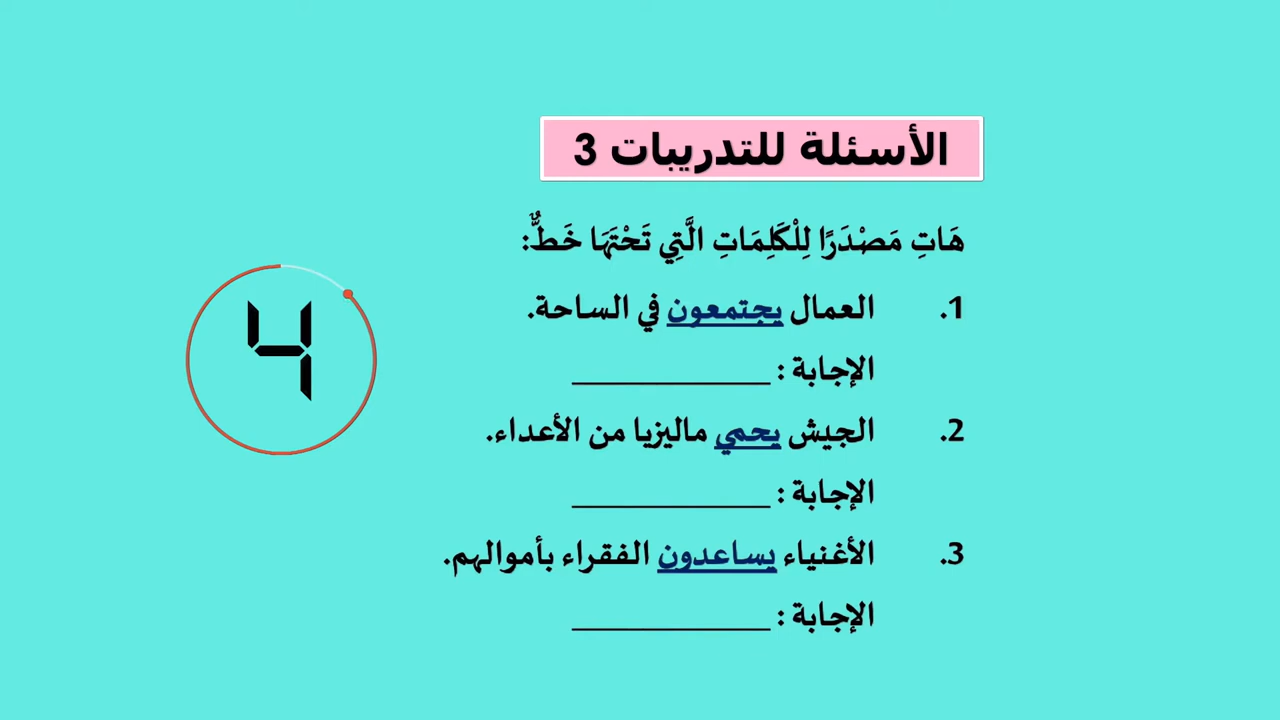 الأسئلة للتدريبات 3
هَاتِ مَصْدَرًا لِلْكَلِمَاتِ الَّتِي تَحْتَهَا خَطٌّ:
1. العمال يجتمعون في الساحة.
الإجابة : ____________
2. الجيش يحمي ماليزيا من الأعداء.
الإجابة : ____________
3. الأغنياء يساعدون الفقراء بأموالهم.
الإجابة : ____________
4